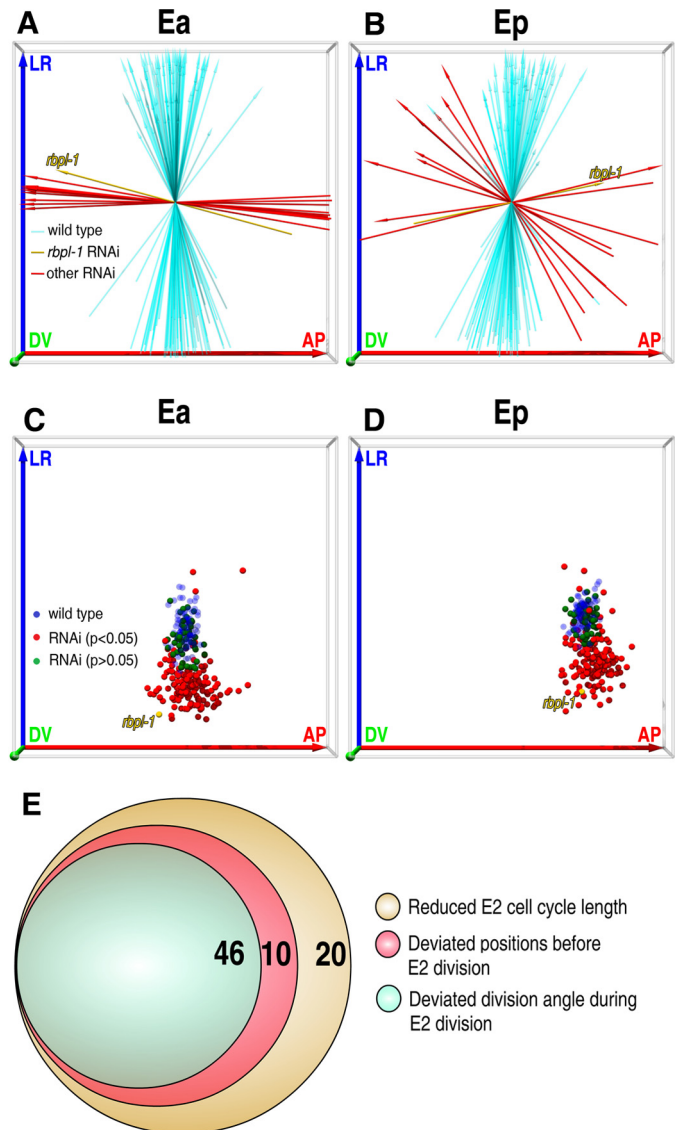 A Ea
LR
rbpl-1
wild type
rbpl-1 RNAi
other RNAi
DV
AP
B Ep
LR
rbpl-1
DV
AP
C Ea
LR
wild type
RNAi (p<0.05)
RNAi (p>0.05)
rbpl-1
DV
AP
D Ep
LR
rbpl-1
DV
AP
E
46 10 20
Reduced E2 cell cycle length
Deviated positions before
E2 division
Deviated division angle during
E2 division